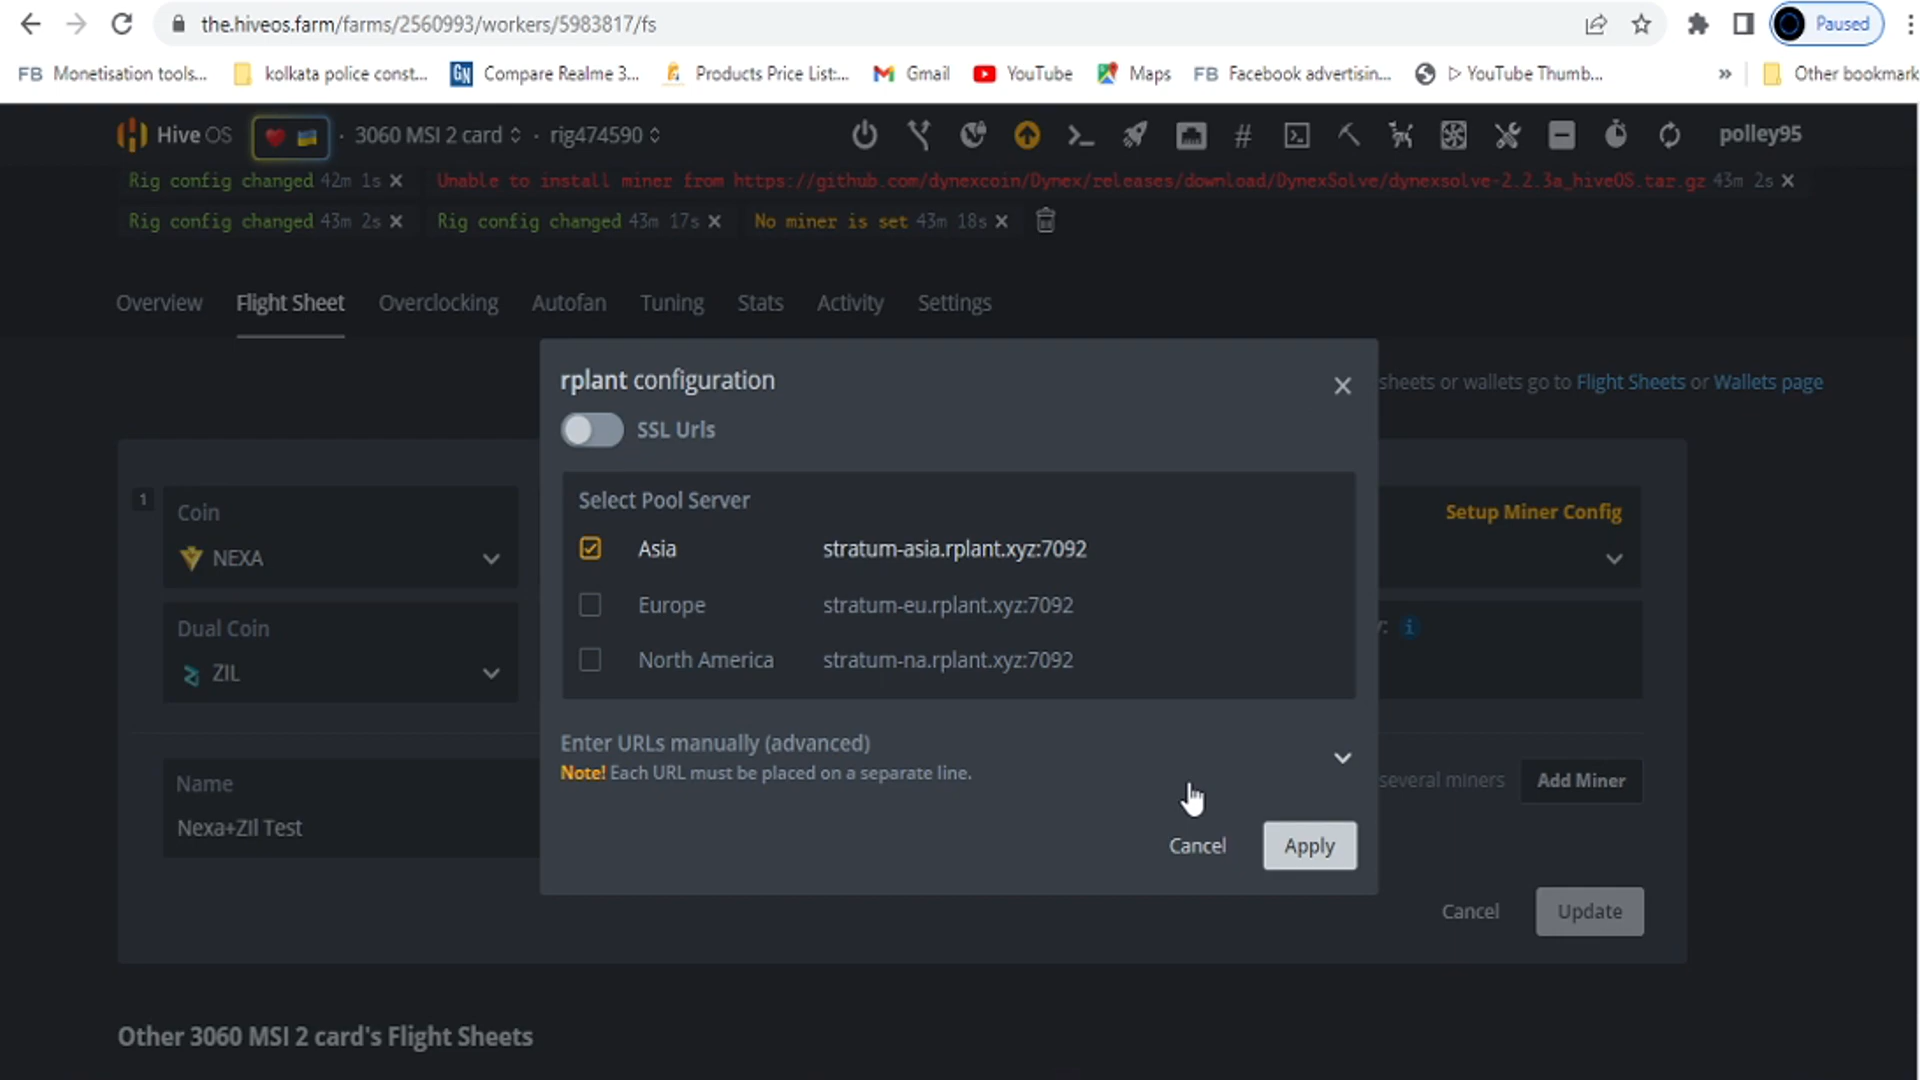 the.hiveos.farm/farms/2560993/workers/5983817/fs Paused
FB Monetisation tools... kolkata police const... GN Compare Realme 3... Products Price List:... Gmail YouTube Maps FB Facebook advertisin... ▷ YouTube Thumb... » Other bookmark
Hive OS · 3060 MSI 2 card · rig474590 polley95
Rig config changed 42m 1s × Unable to install miner from https://github.com/dynexcoin/Dynex/releases/download/DynexSolve/dynexsolve-2.2.3a_hiveOS.tar.gz 43m 2s ×
Rig config changed 43m 2s × Rig config changed 43m 17s × No miner is set 43m 18s ×
Overview Flight Sheet Overclocking Autofan Tuning Stats Activity Settings
rplant configuration
SSL Urls
sheets or wallets go to Flight Sheets or Wallets page
Select Pool Server
Asia stratum-asia.rplant.xyz:7092
Europe stratum-eu.rplant.xyz:7092
North America stratum-na.rplant.xyz:7092
Enter URLs manually (advanced)
Note! Each URL must be placed on a separate line.
Cancel Apply
1
Coin
NEXA
Dual Coin
ZIL
Name
Nexa+ZIl Test
Setup Miner Config
several miners Add Miner
Cancel Update
Other 3060 MSI 2 card's Flight Sheets